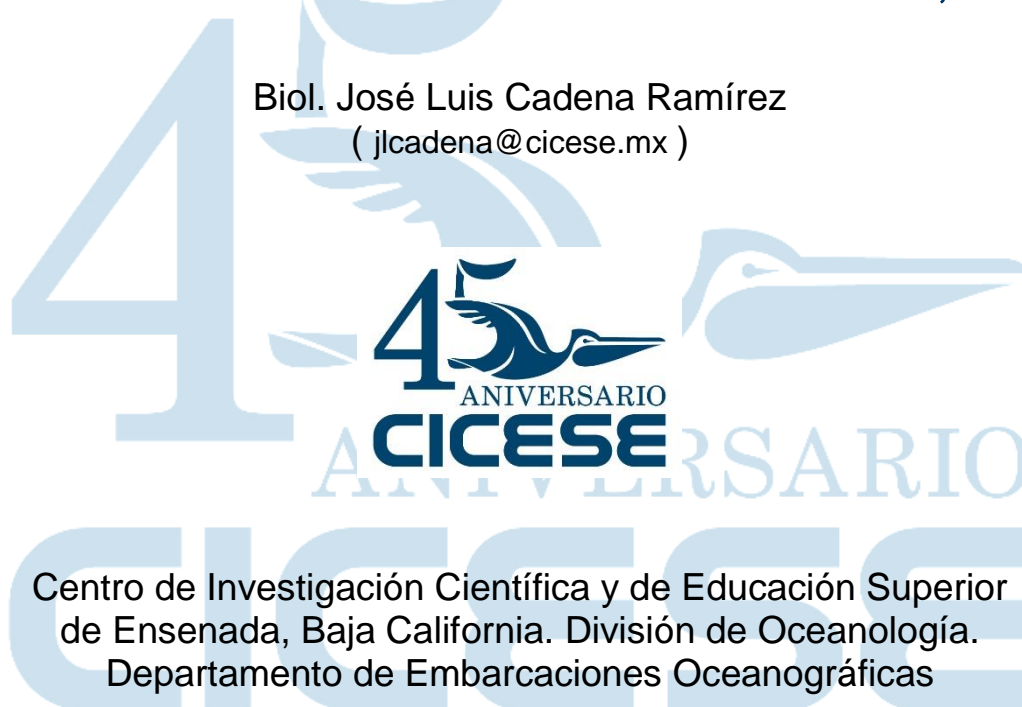 Biol. José Luis Cadena Ramírez
( jlcadena@cicese.mx )
45
ANIVERSARIO
CICESE
Centro de Investigación Científica y de Educación Superior
de Ensenada, Baja California. División de Oceanología.
Departamento de Embarcaciones Oceanográficas